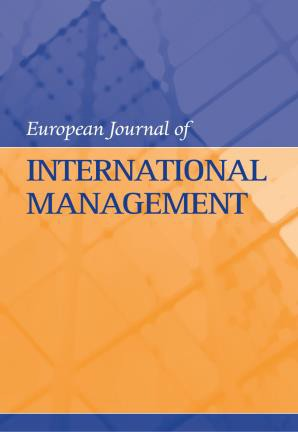 European Journal of
INTERNATIONAL
MANAGEMENT